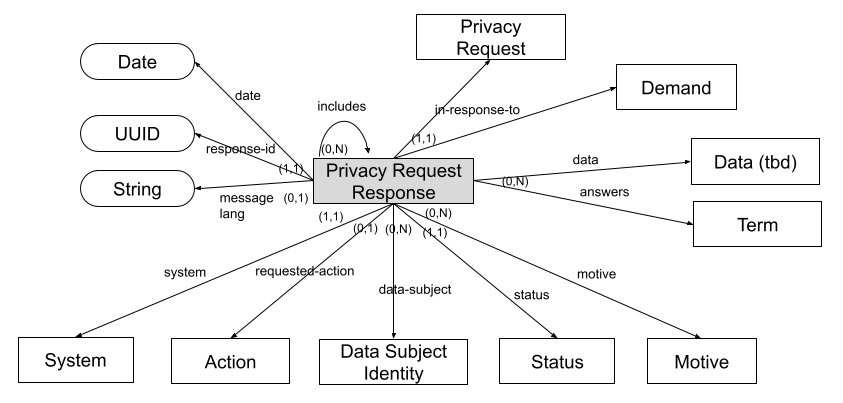 Privacy
Request
Date
Demand
date
includes
in-response-to
UUID
response-id
(0,N)
(1,1)
data
Data (tbd)
(1,1)
Privacy Request
Response
(0,N)
String
message
lang
(0,1)
answers
(1,1)
(0,N)
Term
(0,1)
(0,N)
(1,1)
system
requested-action
motive
data-subject
status
System
Action
Data Subject
Identity
Status
Motive